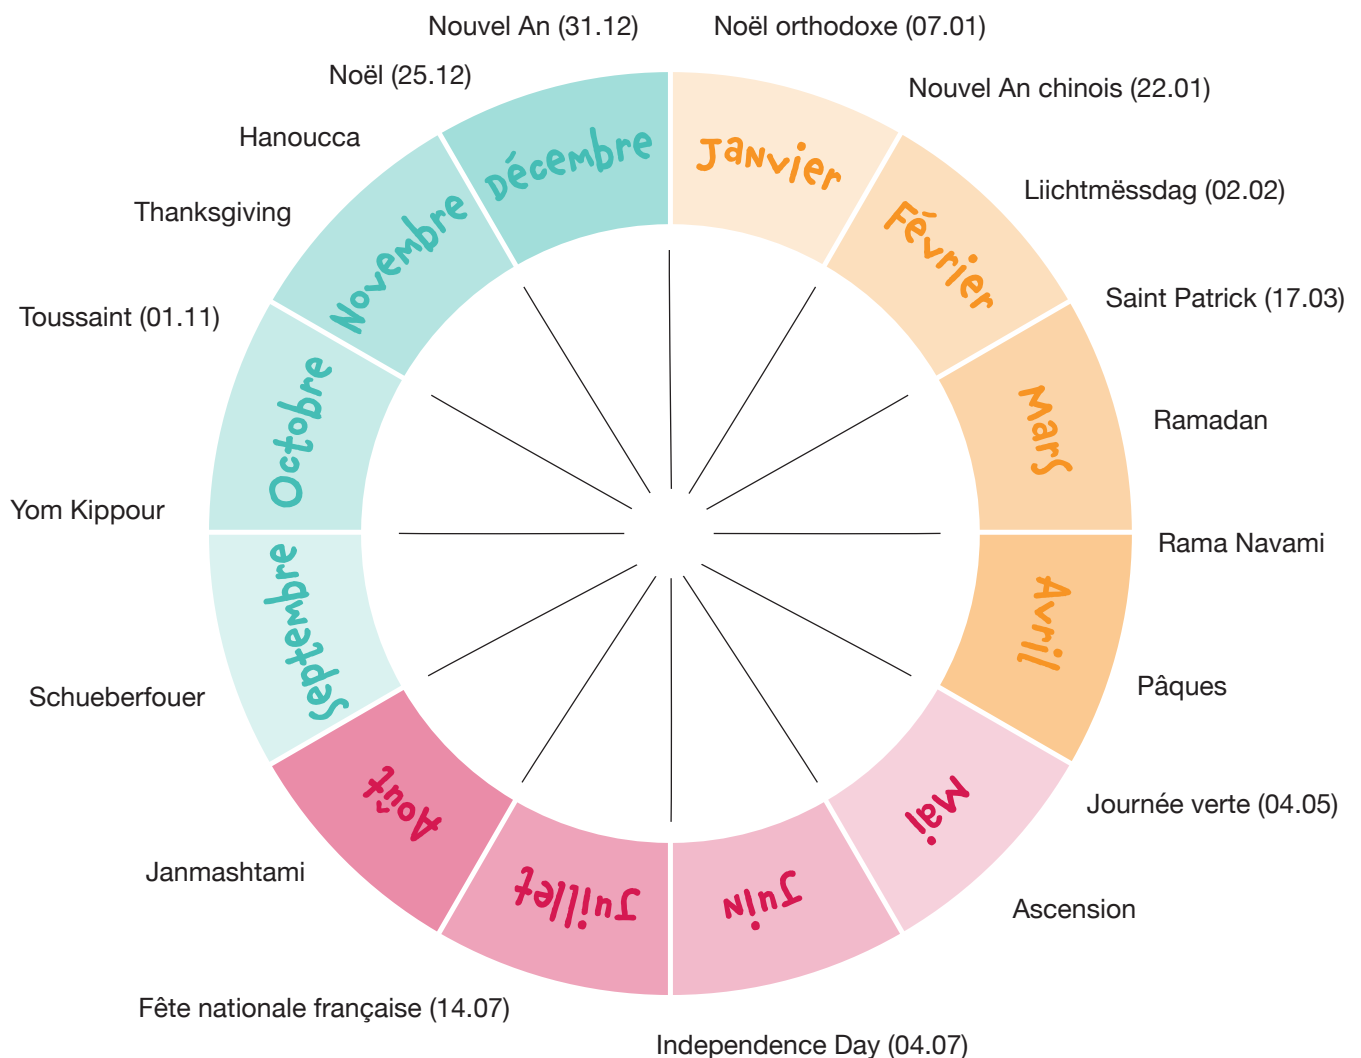 Nouvel An (31.12)
Noël orthodoxe (07.01)
Noël (25.12)
Nouvel An chinois (22.01)
Hanoucca
Décembre
Janvier
Liichtmëssdag (02.02)
Thanksgiving
Novembre
Février
Saint Patrick (17.03)
Toussaint (01.11)
Octobre
Mars
Ramadan
Yom Kippour
Rama Navami
Septembre
Avril
Schueberfouer
Pâques
Août
Mai
Journée verte (04.05)
Janmashtami
Juillet
Juin
Ascension
Fête nationale française (14.07)
Independence Day (04.07)